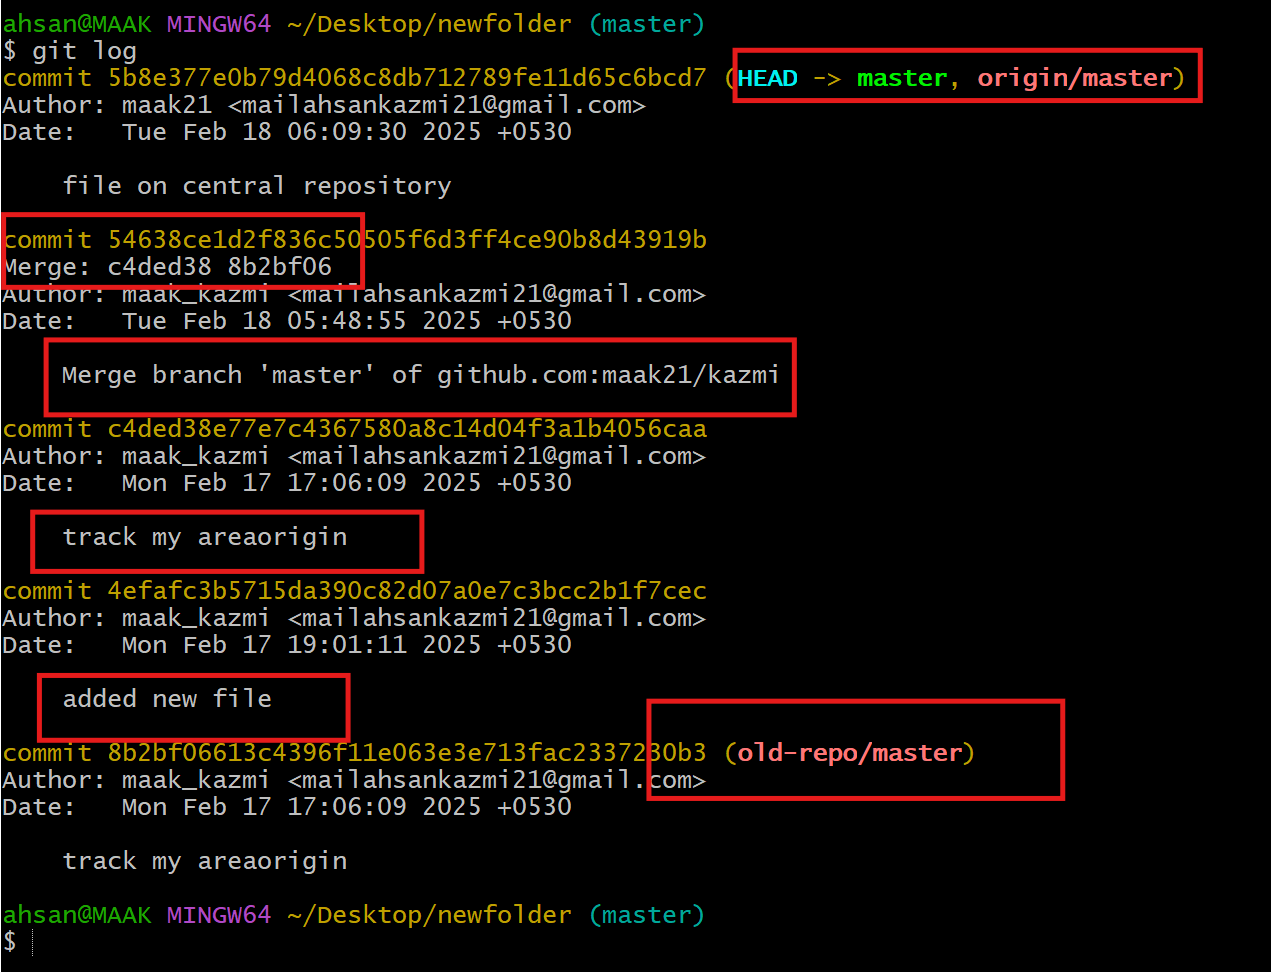 ahsan@MAAK MINGW64 ~/Desktop/newfolder (master)
$ git log
commit 5b8e377e0b79d4068c8db712789fe11d65c6bcd7 (HEAD -> master, origin/master)
Author: maak21 <mailahsankazmi21@gmail.com>
Date:   Tue Feb 18 06:09:30 2025 +0530
    file on central repository
commit 54638ce1d2f836c50505f6d3ff4ce90b8d43919b
Merge: c4ded38 8b2bf06
Author: maak_kazmi <mailahsankazmi21@gmail.com>
Date:   Tue Feb 18 05:48:55 2025 +0530
    Merge branch 'master' of github.com:maak21/kazmi
commit c4ded38e77e7c4367580a8c14d04f3a1b4056caa
Author: maak_kazmi <mailahsankazmi21@gmail.com>
Date:   Mon Feb 17 17:06:09 2025 +0530
    track my areaorigin
commit 4efafc3b5715da390c82d07a0e7c3bcc2b1f7cec
Author: maak_kazmi <mailahsankazmi21@gmail.com>
Date:   Mon Feb 17 19:01:11 2025 +0530
    added new file
commit 8b2bf06613c4396f11e063e3e713fac2337230b3 (old-repo/master)
Author: maak_kazmi <mailahsankazmi21@gmail.com>
Date:   Mon Feb 17 17:06:09 2025 +0530
    track my areaorigin
ahsan@MAAK MINGW64 ~/Desktop/newfolder (master)
$